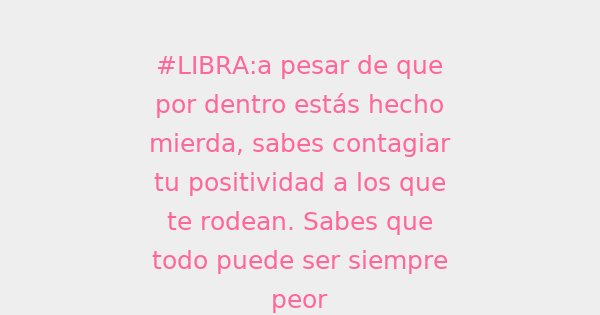 #LIBRA:a pesar de que
por dentro estás hecho
mierda, sabes contagiar
tu positividad a los que
te rodean. Sabes que
todo puede ser siempre
peor